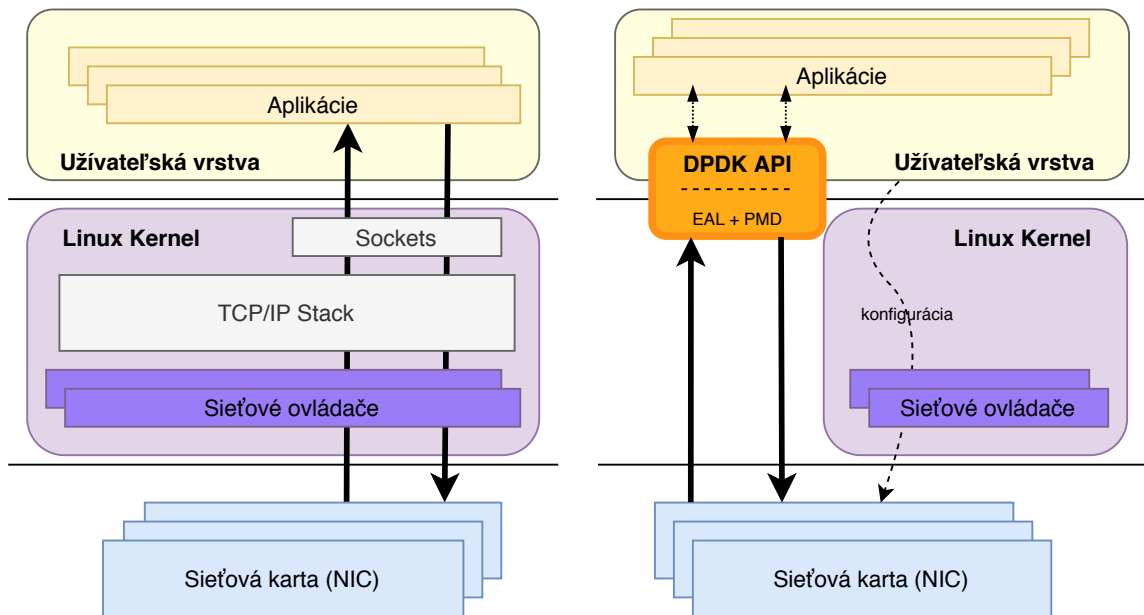 Aplikácie
Užívateľská vrstva
Linux Kernel
Sockets
TCP/IP Stack
Sieťové ovládače
Sieťová karta (NIC)
Aplikácie
DPDK API
EAL + PMD
Užívateľská vrstva
Linux Kernel
konfigurácia
Sieťové ovládače
Sieťová karta (NIC)